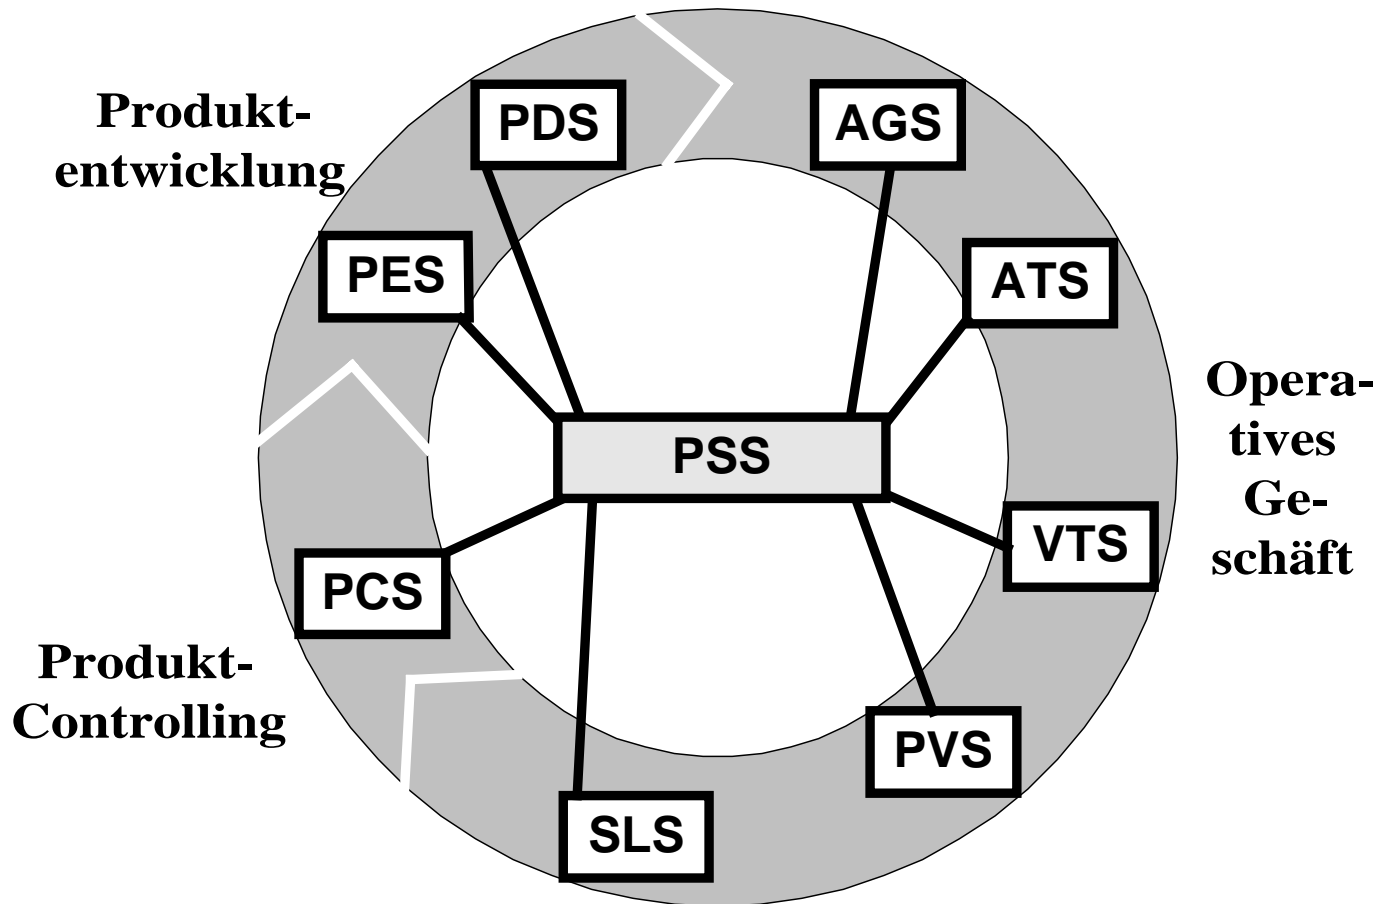 Produkt-
entwicklung
PDS
AGS
PES
ATS
Opera-
tives
Ge-
schäft
PSS
VTS
PCS
Produkt-
Controlling
PVS
SLS